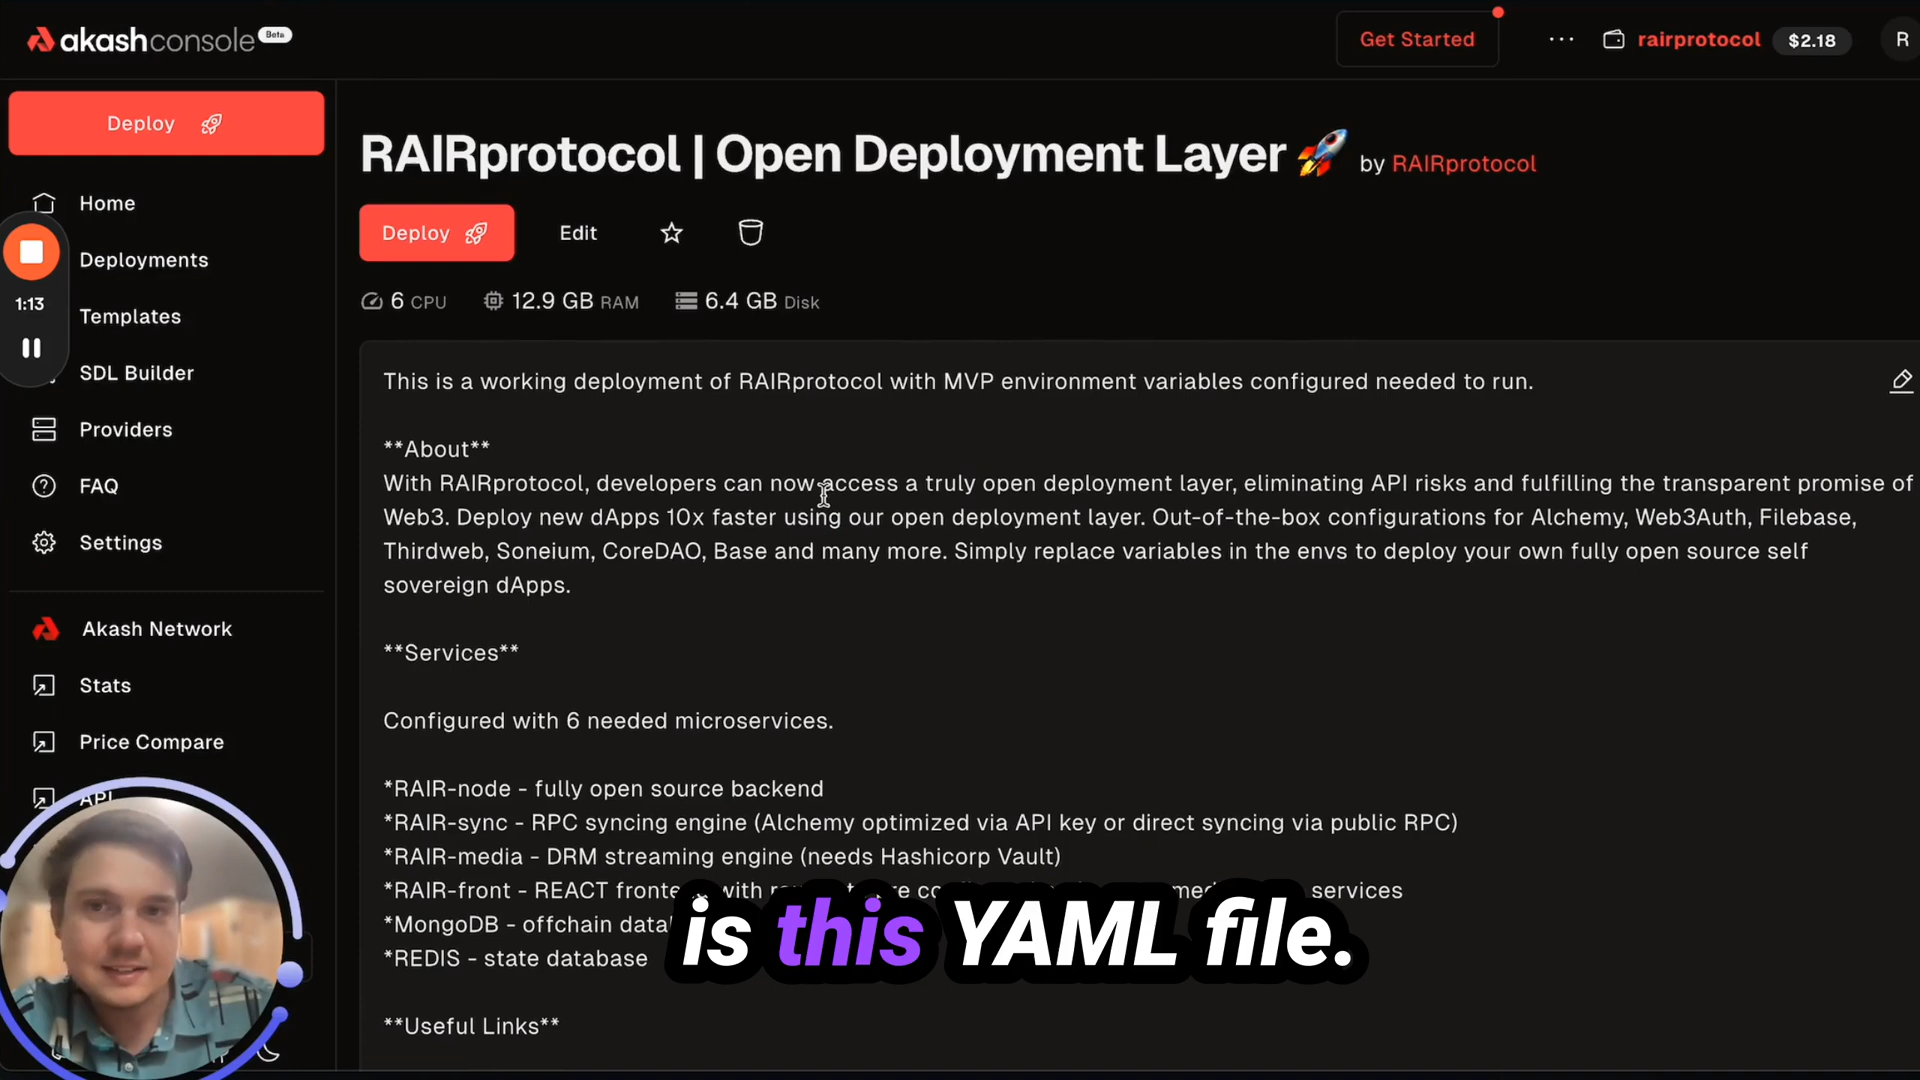 akashconsole Beta
Get Started
...
rairprotocol
$2.18
R
Deploy
Home
Deployments
1:13
Templates
SDL Builder
Providers
FAQ
Settings
Akash Network
Stats
Price Compare
API
RAIRprotocol | Open Deployment Layer 🚀 by RAIRprotocol
Deploy
Edit
6 CPU 12.9 GB RAM 6.4 GB Disk
This is a working deployment of RAIRprotocol with MVP environment variables configured needed to run.
**About**
With RAIRprotocol, developers can now access a truly open deployment layer, eliminating API risks and fulfilling the transparent promise of
Web3. Deploy new dApps 10x faster using our open deployment layer. Out-of-the-box configurations for Alchemy, Web3Auth, Filebase,
Thirdweb, Soneium, CoreDAO, Base and many more. Simply replace variables in the envs to deploy your own fully open source self
sovereign dApps.
**Services**
Configured with 6 needed microservices.
*RAIR-node - fully open source backend
*RAIR-sync - RPC syncing engine (Alchemy optimized via API key or direct syncing via public RPC)
*RAIR-media - DRM streaming engine (needs Hashicorp Vault)
*RAIR-front - REACT services
*MongoDB - offchain
*REDIS - state database
is this YAML file.
**Useful Links**